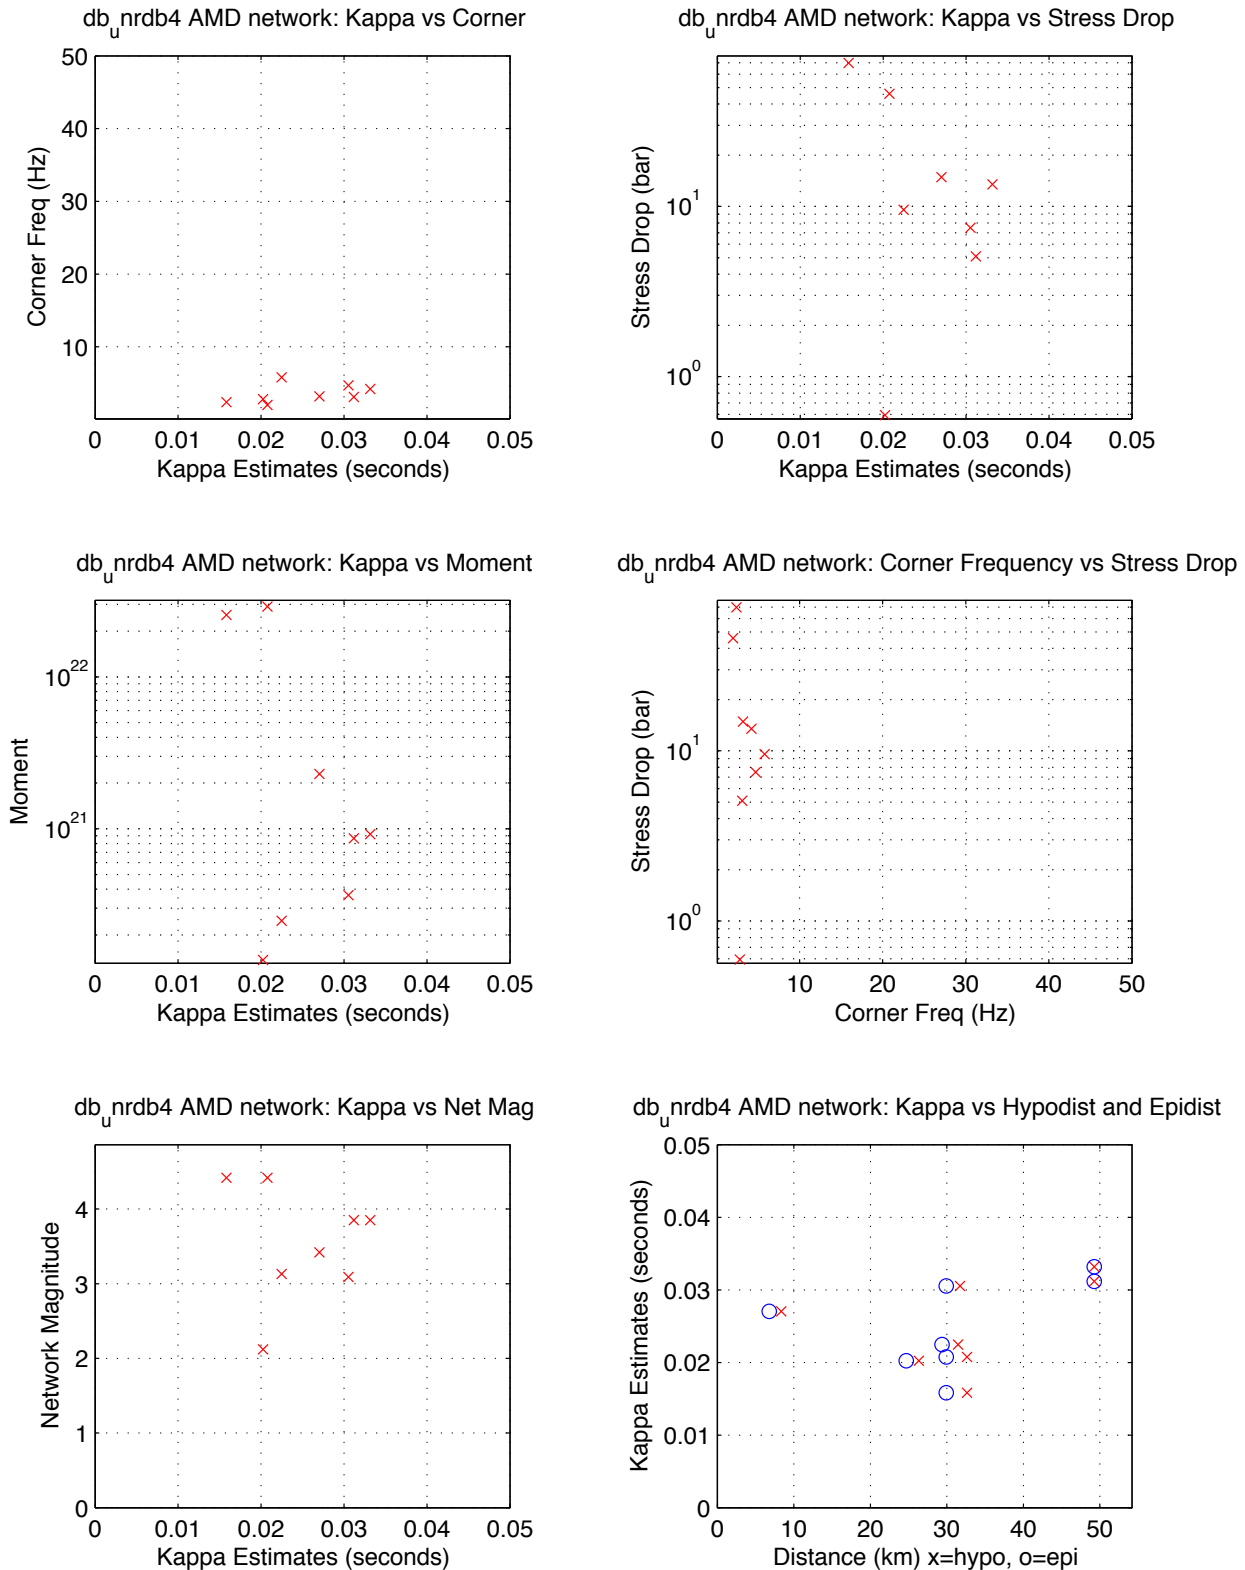 db_unrdb4 AMD network: Kappa vs Corner
50
40
30
20
10
Corner Freq (Hz)
0 0.01 0.02 0.03 0.04 0.05
Kappa Estimates (seconds)
db_unrdb4 AMD network: Kappa vs Stress Drop
10^1
10^0
Stress Drop (bar)
0 0.01 0.02 0.03 0.04 0.05
Kappa Estimates (seconds)
db_unrdb4 AMD network: Kappa vs Moment
10^22
10^21
Moment
0 0.01 0.02 0.03 0.04 0.05
Kappa Estimates (seconds)
db_unrdb4 AMD network: Corner Frequency vs Stress Drop
10^1
10^0
Stress Drop (bar)
10 20 30 40 50
Corner Freq (Hz)
db_unrdb4 AMD network: Kappa vs Net Mag
4
3
2
1
0
Network Magnitude
0 0.01 0.02 0.03 0.04 0.05
Kappa Estimates (seconds)
db_unrdb4 AMD network: Kappa vs Hypodist and Epidist
0.05
0.04
0.03
0.02
0.01
0
Kappa Estimates (seconds)
0 10 20 30 40 50
Distance (km) x=hypo, o=epi